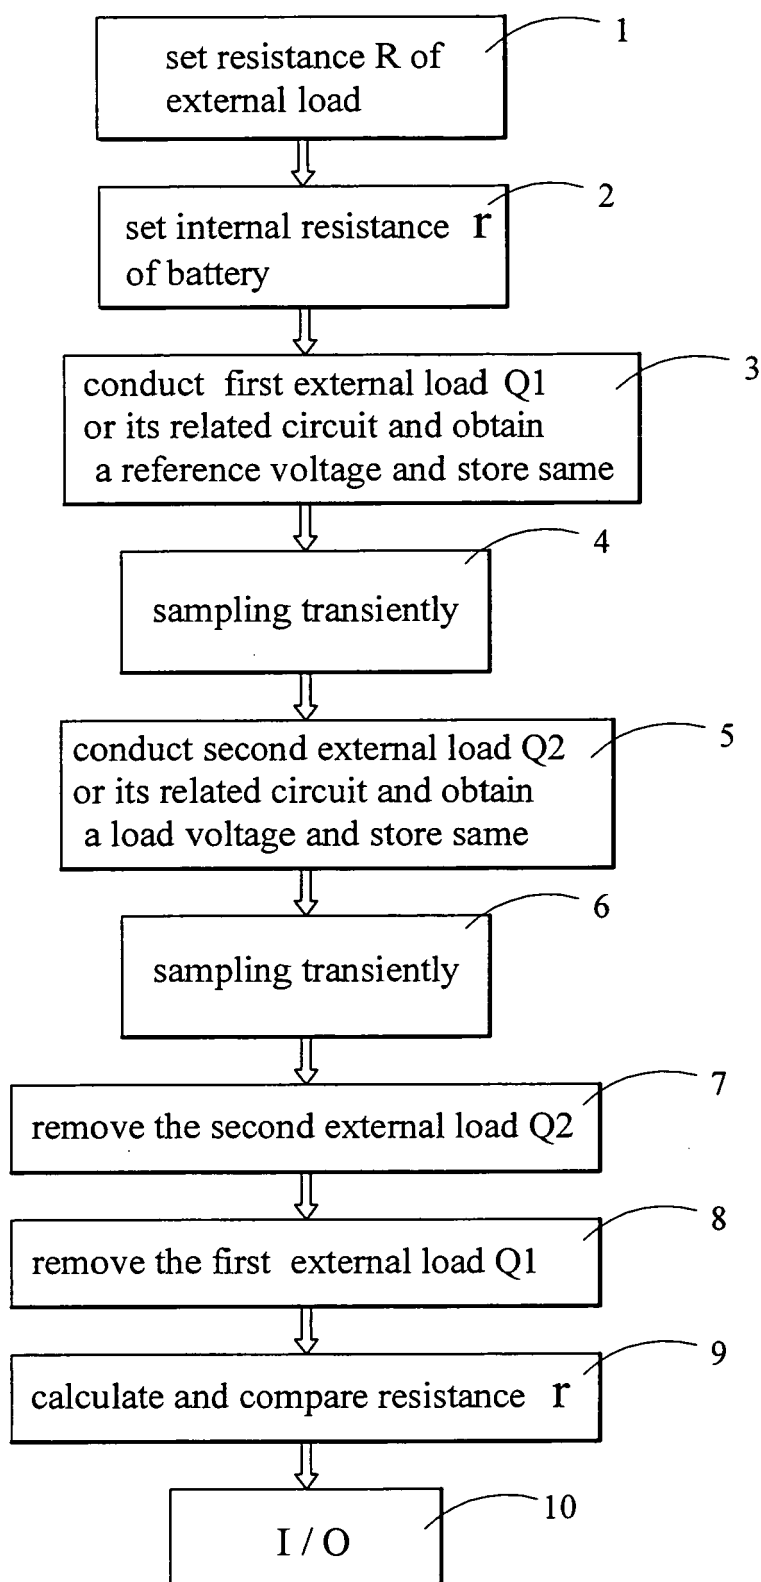 1
set resistance R of
external load
2
set internal resistance r
of battery
3
conduct first external load Q1
or its related circuit and obtain
a reference voltage and store same
4
sampling transiently
5
conduct second external load Q2
or its related circuit and obtain
a load voltage and store same
6
sampling transiently
7
remove the second external load Q2
8
remove the first external load Q1
9
calculate and compare resistance r
10
I / O